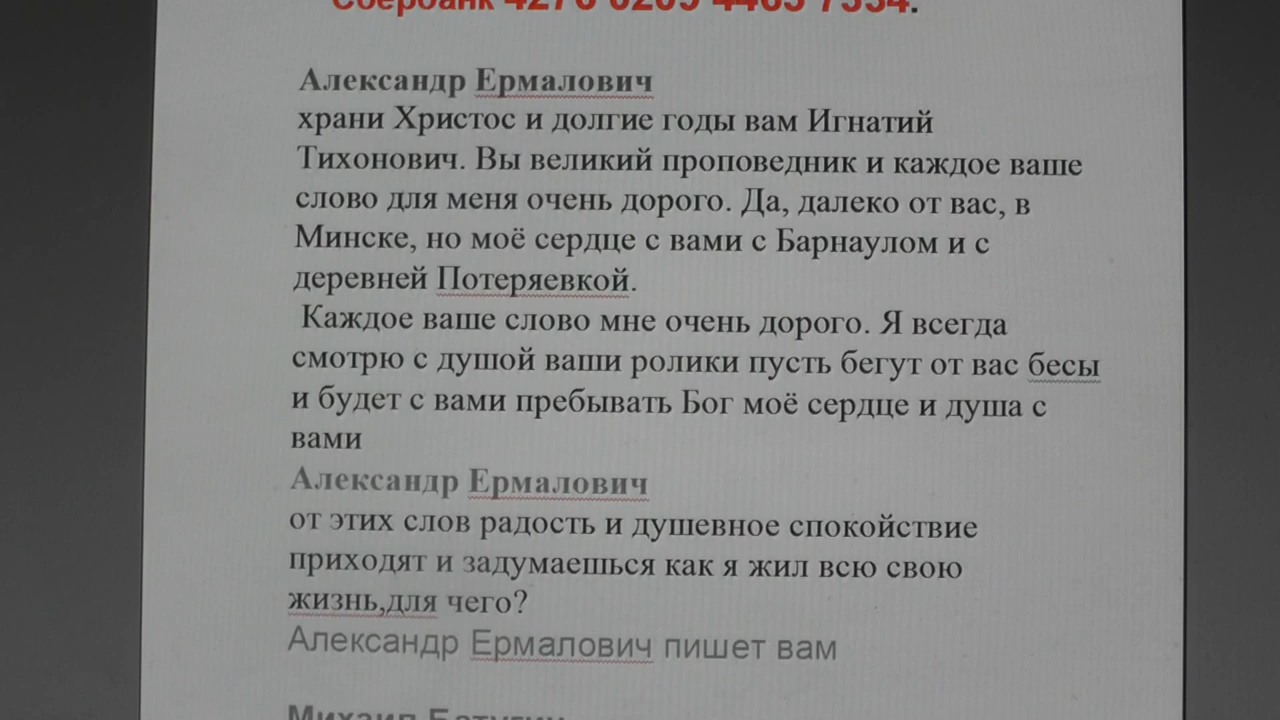 Сбербанк
Александр Ермалович
храни Христос и долгие годы вам Игнатий
Тихонович. Вы великий проповедник и каждое ваше
слово для меня очень дорого. Да, далеко от вас, в
Минске, но моё сердце с вами с Барнаулом и с
деревней Потеряевкой.
Каждое ваше слово мне очень дорого. Я всегда
смотрю с душой ваши ролики пусть бегут от вас бесы
и будет с вами пребывать Бог моё сердце и душа с
вами
Александр Ермалович
от этих слов радость и душевное спокойствие
приходят и задумаешься как я жил всю свою
жизнь,для чего?
Александр Ермалович пишет вам
Михаил